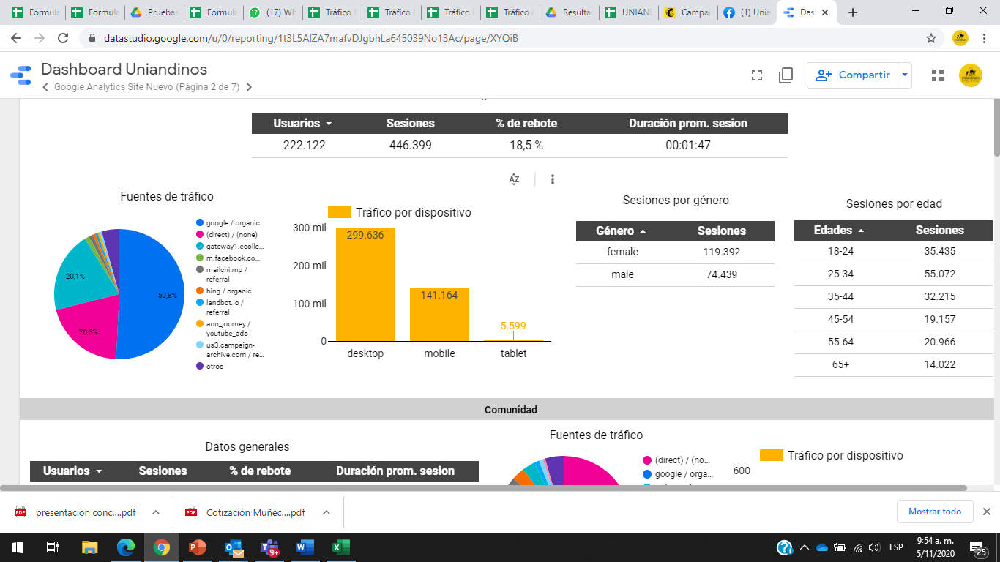 Formula
Formula
Pruebas
Formula
(17) Wh
Tráfico
Tráfico
Tráfico
Tráfico
Resulta
UNIAND
Campai
(1) Unia
Das
datastudio.google.com/u/0/reporting/1t3L5AlZA7mafvDJgbhLa645039No13Ac/page/XYQiB
Dashboard Uniandinos
Google Analytics Site Nuevo (Página 2 de 7)
Compartir
Usuarios Sesiones % de rebote Duración prom. sesion
222.122 446.399 18,5 % 00:01:47
Fuentes de tráfico
google / organic
(direct) / (none)
gateway1.ecolle...
m.facebook.co...
mailchi.mp /
referral
bing / organic
landbot.io /
referral
aon_journey /
youtube_ads
us3.campaign-
archive.com / re...
otros
50,8%
20,3%
20,1%
Tráfico por dispositivo
300 mil
200 mil
100 mil
0
299.636
141.164
5.599
desktop mobile tablet
Sesiones por género
Género Sesiones
female 119.392
male 74.439
Sesiones por edad
Edades Sesiones
18-24 35.435
25-34 55.072
35-44 32.215
45-54 19.157
55-64 20.966
65+ 14.022
Comunidad
Datos generales
Usuarios Sesiones % de rebote Duración prom. sesion
Fuentes de tráfico
(direct) / (no...
google / orga...
Tráfico por dispositivo
600
presentacion conc....pdf
Cotización Muñec....pdf
Mostrar todo
ESP
9:54 a. m.
5/11/2020
25
9+